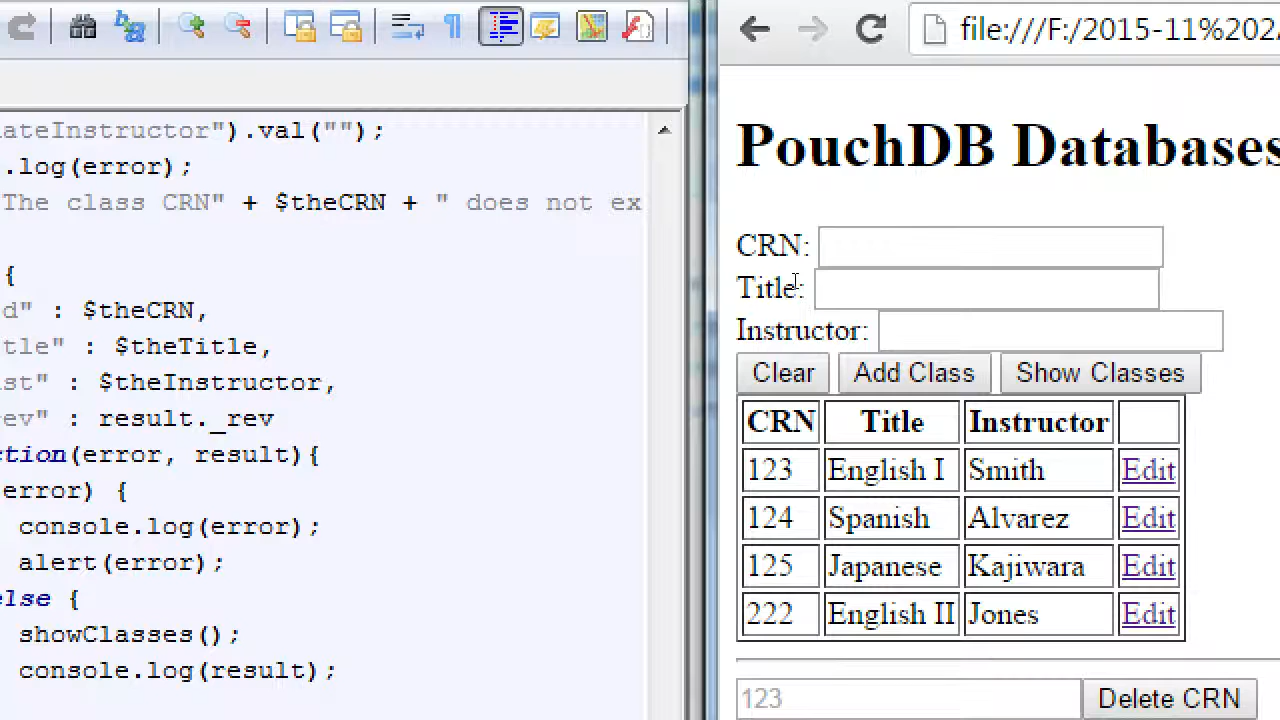 ateInstructor").val("");
.log(error);
The class CRN" + $theCRN + " does not ex
{
d" : $theCRN,
tle" : $theTitle,
st" : $theInstructor,
ev" : result._rev
ction(error, result){
error) {
console.log(error);
alert(error);
else {
showClasses();
console.log(result);
file:///F:/2015-11%202
PouchDB Databases
CRN:
Title:
Instructor:
Clear Add Class Show Classes
CRN Title Instructor
123 English I Smith Edit
124 Spanish Alvarez Edit
125 Japanese Kajiwara Edit
222 English II Jones Edit
123 Delete CRN